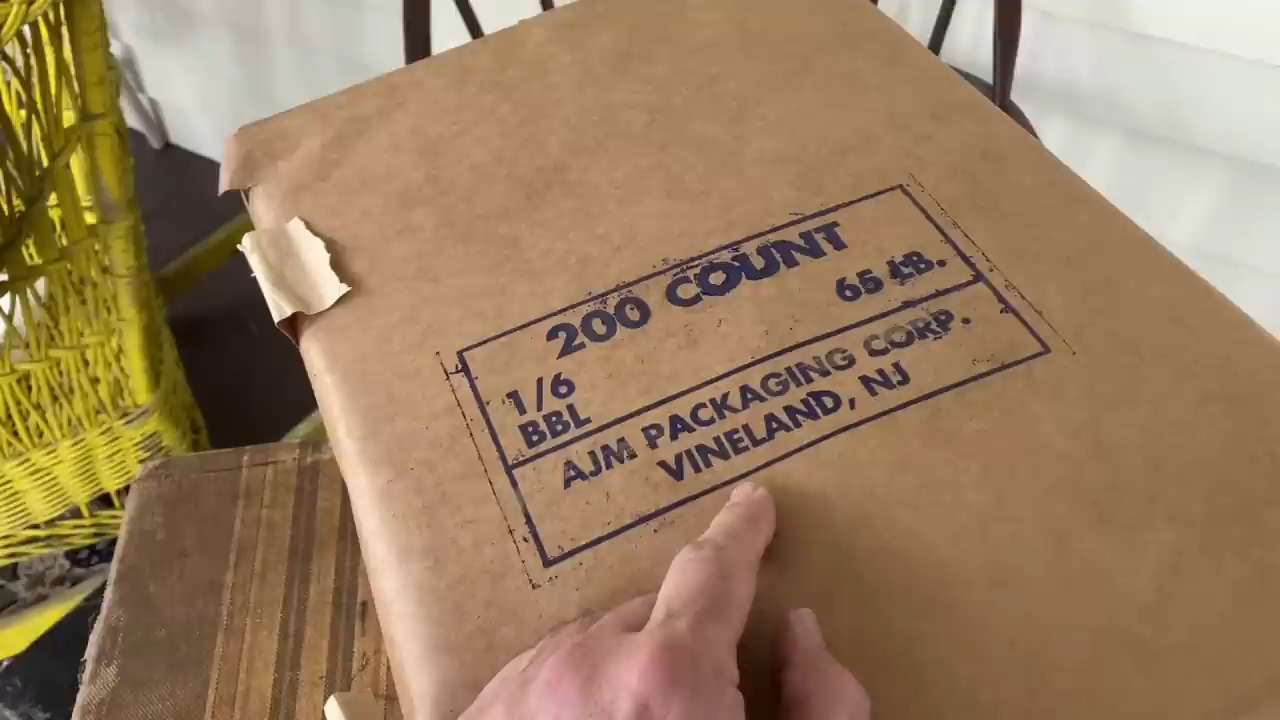 200 COUNT
1/6 65 LB.
BBL
AJM PACKAGING CORP.
VINELAND, NJ